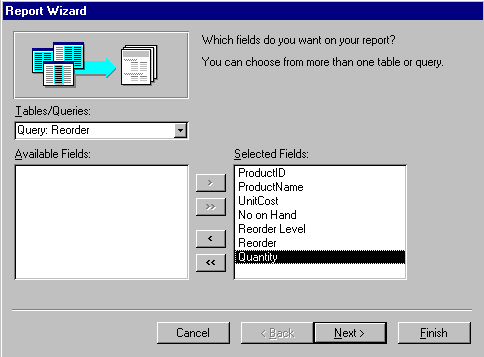 Report Wizard
Which fields do you want on your report?
You can choose from more than one table or query.
Tables/Queries:
Query: Reorder
Available Fields:
Selected Fields:
>
>>
<
<<
ProductID
ProductName
UnitCost
No on Hand
Reorder Level
Reorder
Quantity
Cancel
< Back
Next >
Finish